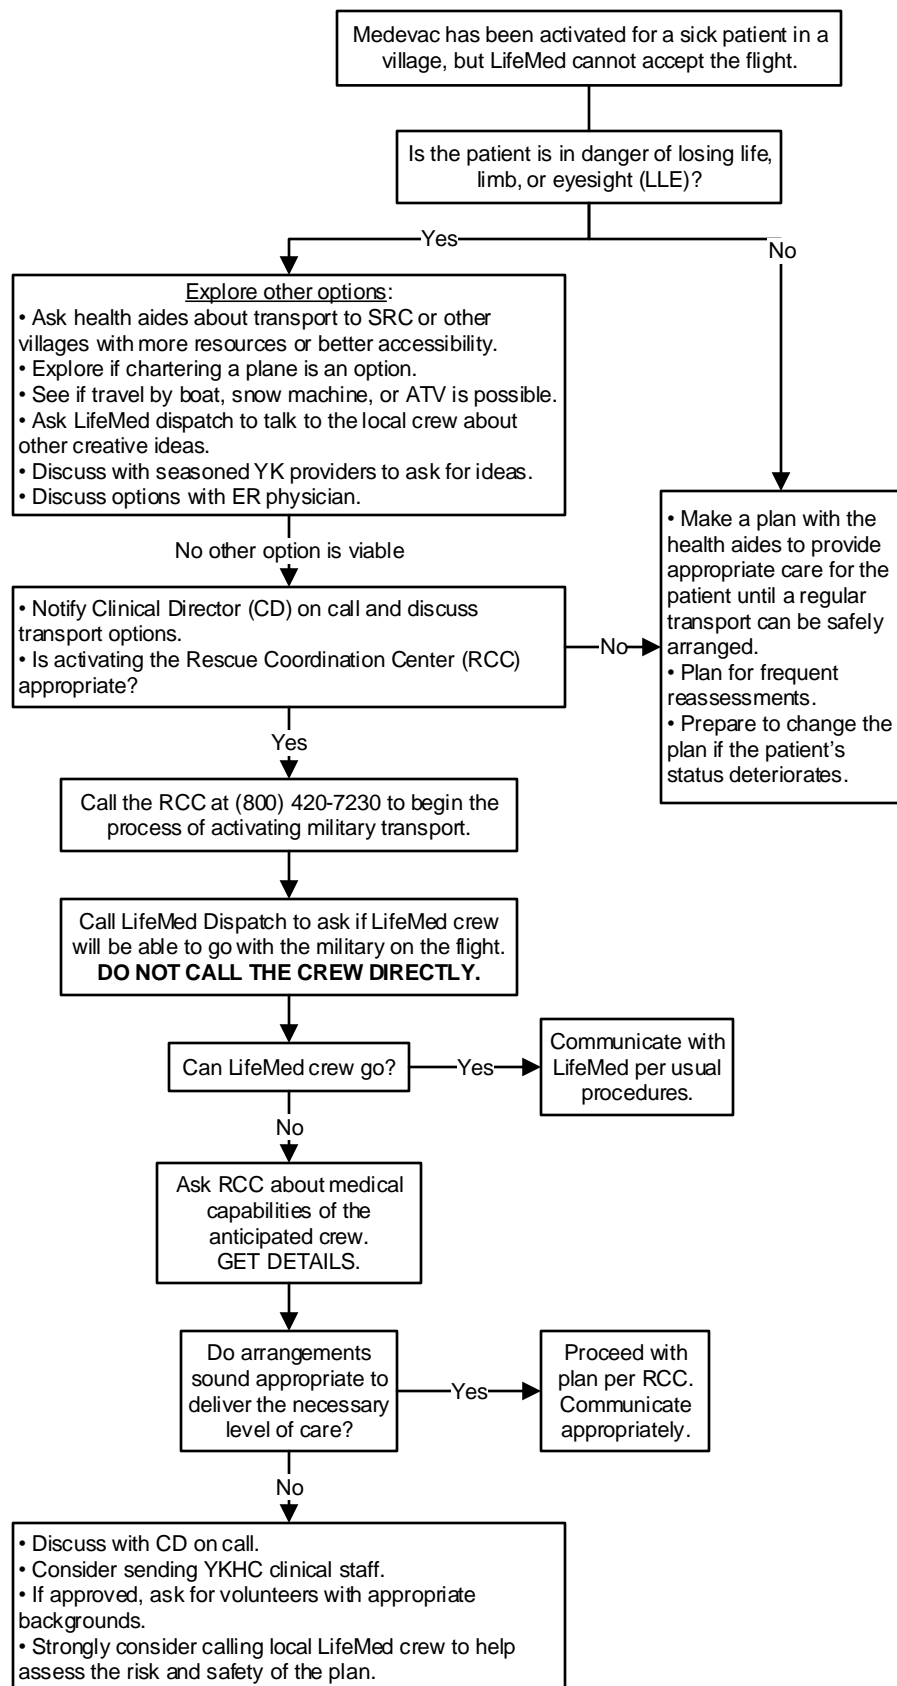 Medevac has been activated for a sick patient in a
village, but LifeMed cannot accept the flight.
Is the patient is in danger of losing life,
limb, or eyesight (LLE)?
Yes
No
Explore other options:
• Ask health aides about transport to SRC or other
villages with more resources or better accessibility.
• Explore if chartering a plane is an option.
• See if travel by boat, snow machine, or ATV is possible.
• Ask LifeMed dispatch to talk to the local crew about
other creative ideas.
• Discuss with seasoned YK providers to ask for ideas.
• Discuss options with ER physician.
• Make a plan with the
health aides to provide
appropriate care for the
patient until a regular
transport can be safely
arranged.
• Plan for frequent
reassessments.
• Prepare to change the
plan if the patient's
status deteriorates.
No other option is viable
• Notify Clinical Director (CD) on call and discuss
transport options.
• Is activating the Rescue Coordination Center (RCC)
appropriate?
No
Yes
Call the RCC at (800) 420-7230 to begin the
process of activating military transport.
Call LifeMed Dispatch to ask if LifeMed crew
will be able to go with the military on the flight.
DO NOT CALL THE CREW DIRECTLY.
Can LifeMed crew go?
Yes
Communicate with
LifeMed per usual
procedures.
No
Ask RCC about medical
capabilities of the
anticipated crew.
GET DETAILS.
Do arrangements
sound appropriate to
deliver the necessary
level of care?
Yes
Proceed with
plan per RCC.
Communicate
appropriately.
No
• Discuss with CD on call.
• Consider sending YKHC clinical staff.
• If approved, ask for volunteers with appropriate
backgrounds.
• Strongly consider calling local LifeMed crew to help
assess the risk and safety of the plan.